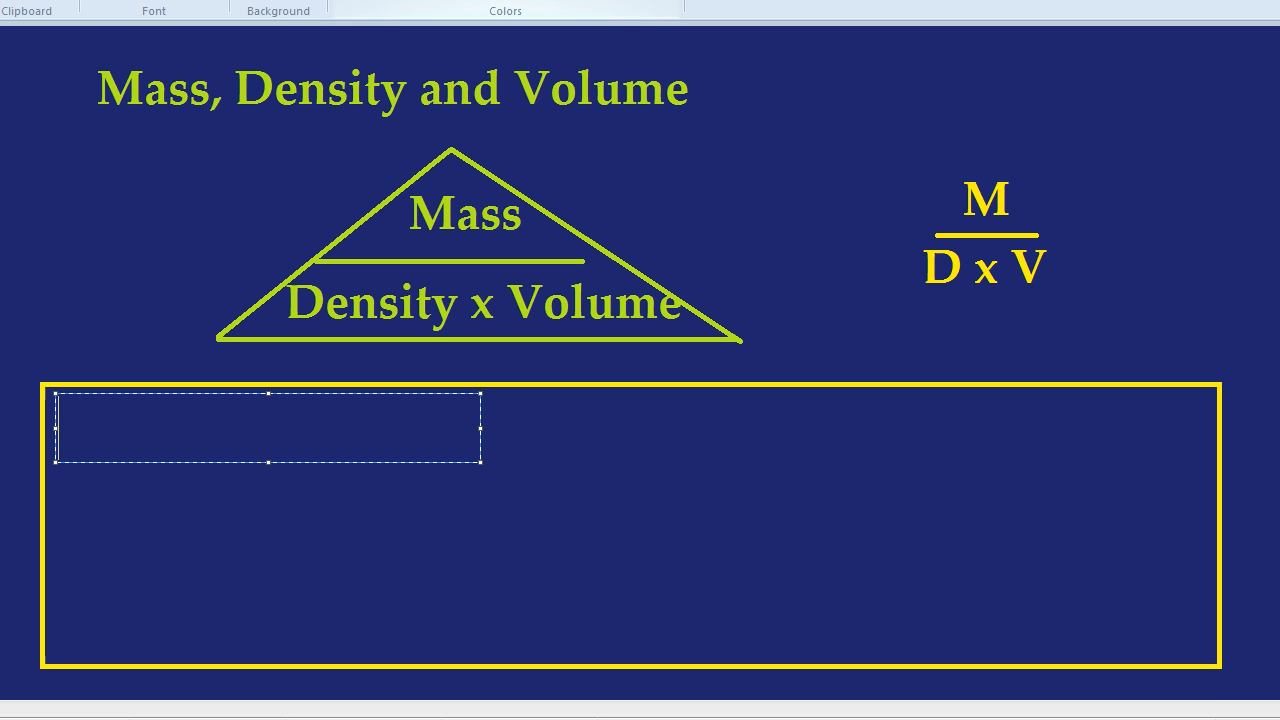 Clipboard Font Background Colors
Mass, Density and Volume
Mass
Density x Volume
M
D x V